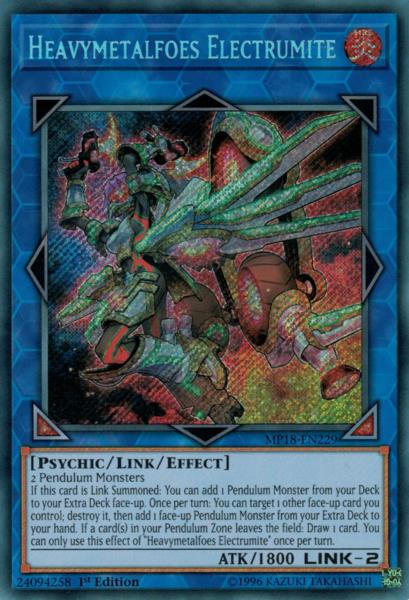 HEAVYMETALFOES ELECTRUMITE
MP18-EN229
[PSYCHIC/LINK/EFFECT]
2 Pendulum Monsters
If this card is Link Summoned: You can add 1 Pendulum Monster from your Deck
to your Extra Deck face-up. Once per turn: You can target 1 other face-up card you
control; destroy it, then add 1 face-up Pendulum Monster from your Extra Deck to
your hand. If a card(s) in your Pendulum Zone leaves the field: Draw 1 card. You
can only use this effect of "Heavymetalfoes Electrumite" once per turn.
ATK/1800 LINK-2
24094258 1st Edition ©1996 KAZUKI TAKAHASHI